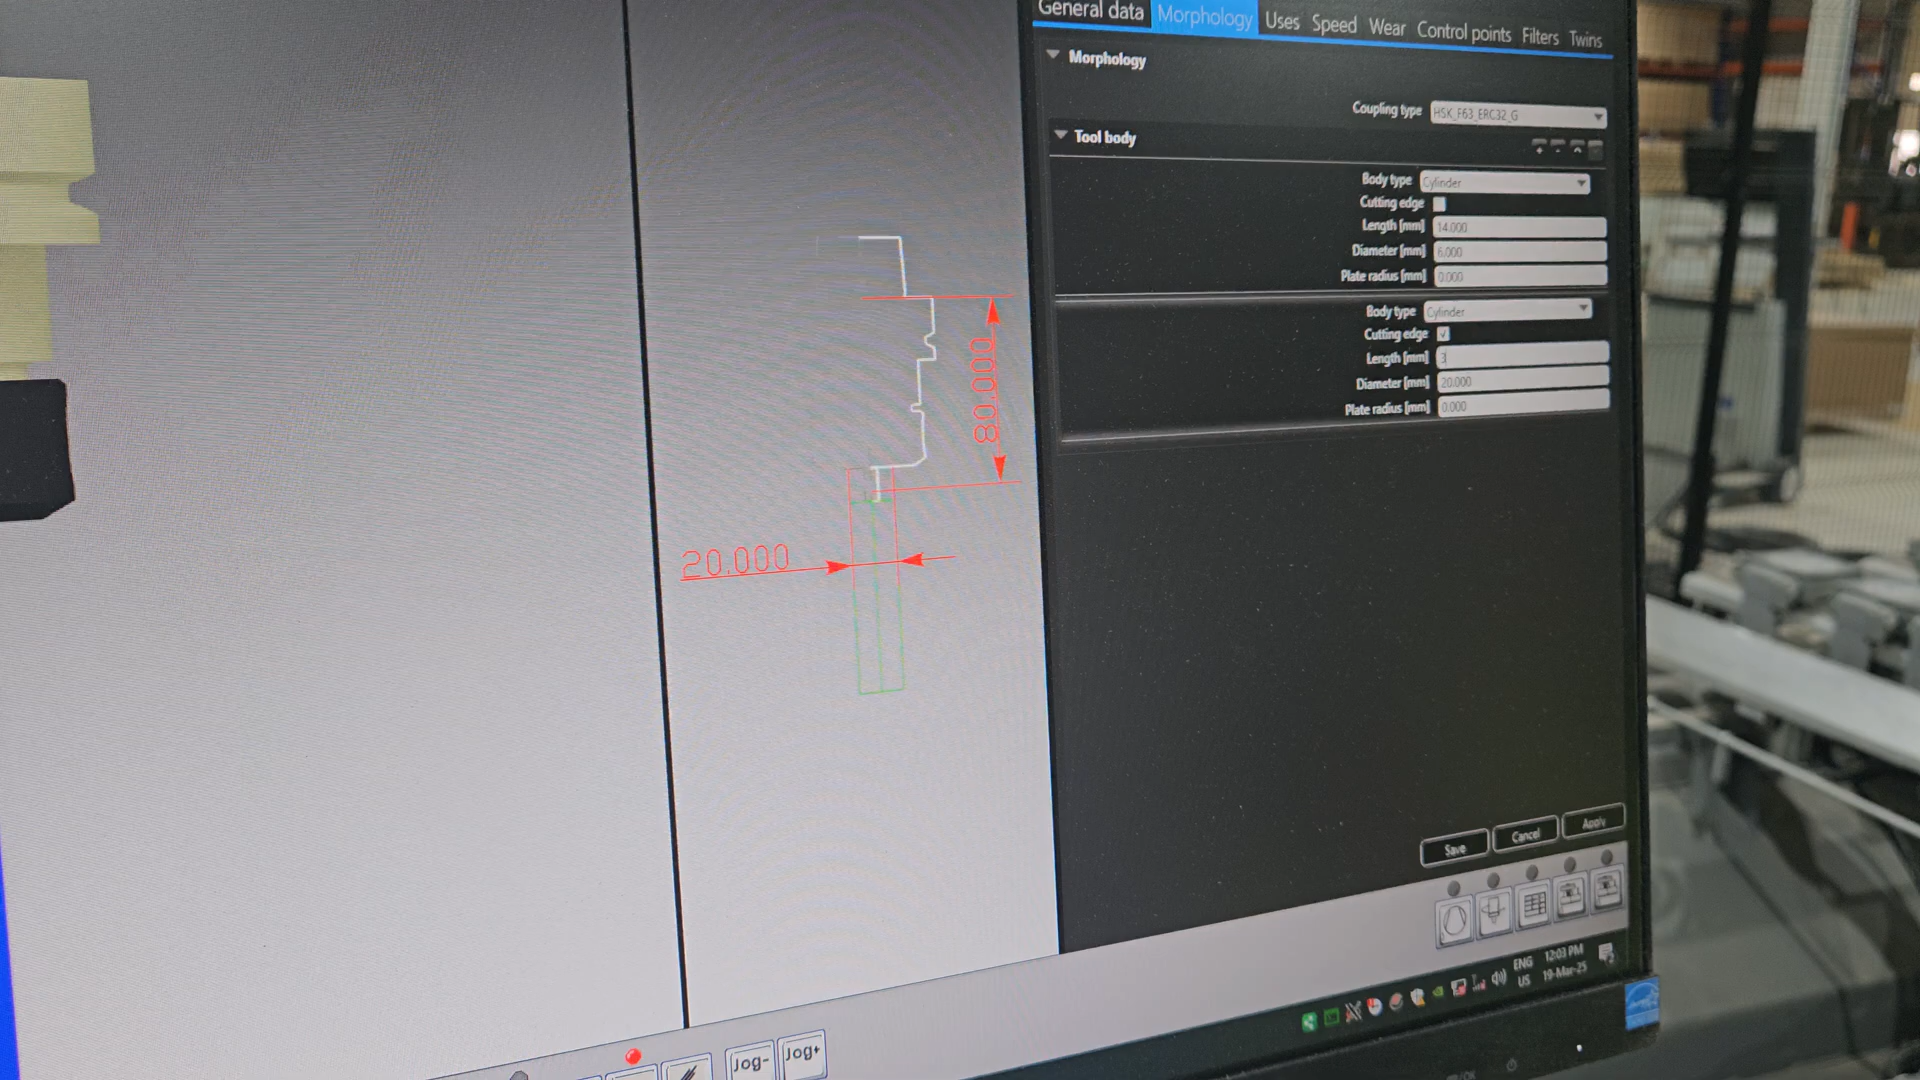 General data Morphology Uses Speed Wear Control points Filters Twins
Morphology
Coupling type HSK_F63_ERC32_G
Tool body
+ - ^
Body type Cylinder
Cutting edge
Length [mm] 14.000
Diameter [mm] 6.000
Plate radius [mm] 0.000
Body type Cylinder
Cutting edge
Length [mm] 3
Diameter [mm] 20.000
Plate radius [mm] 0.000
80.000
20.000
Save Cancel Apply
ENG
US
12:03 PM
19-Mar-25
Jog- Jog+